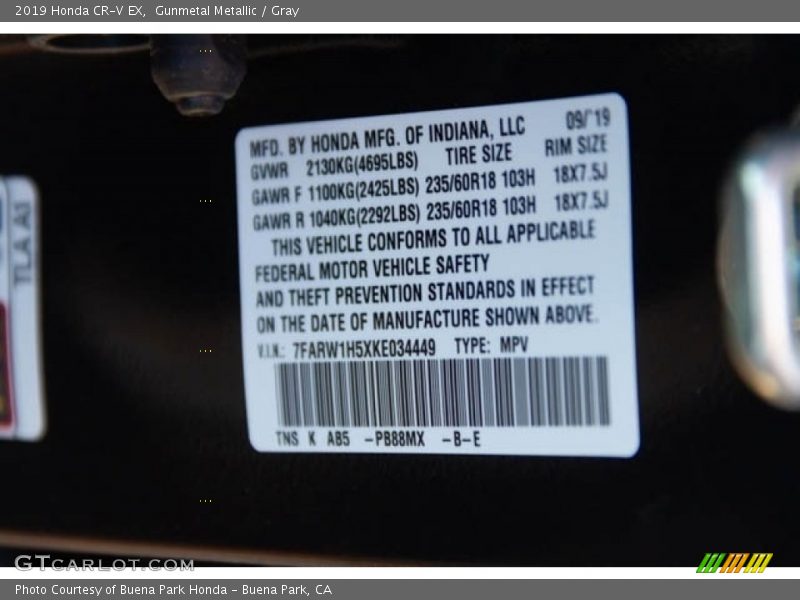 2019 Honda CR-V EX,  Gunmetal Metallic / Gray
MFD. BY HONDA MFG. OF INDIANA, LLC 09/'19
GVWR 2130KG(4695LBS) TIRE SIZE RIM SIZE
GAWR F 1100KG(2425LBS) 235/60R18 103H 18X7.5J
GAWR R 1040KG(2292LBS) 235/60R18 103H 18X7.5J
THIS VEHICLE CONFORMS TO ALL APPLICABLE
FEDERAL MOTOR VEHICLE SAFETY
AND THEFT PREVENTION STANDARDS IN EFFECT
ON THE DATE OF MANUFACTURE SHOWN ABOVE.
V.I.N.: 7FARW1H5XKE034449 TYPE: MPV
TNS K AB5 -PB88MX -B-E
TLA A1
GTCARLOT.COM
Photo Courtesy of Buena Park Honda - Buena Park, CA